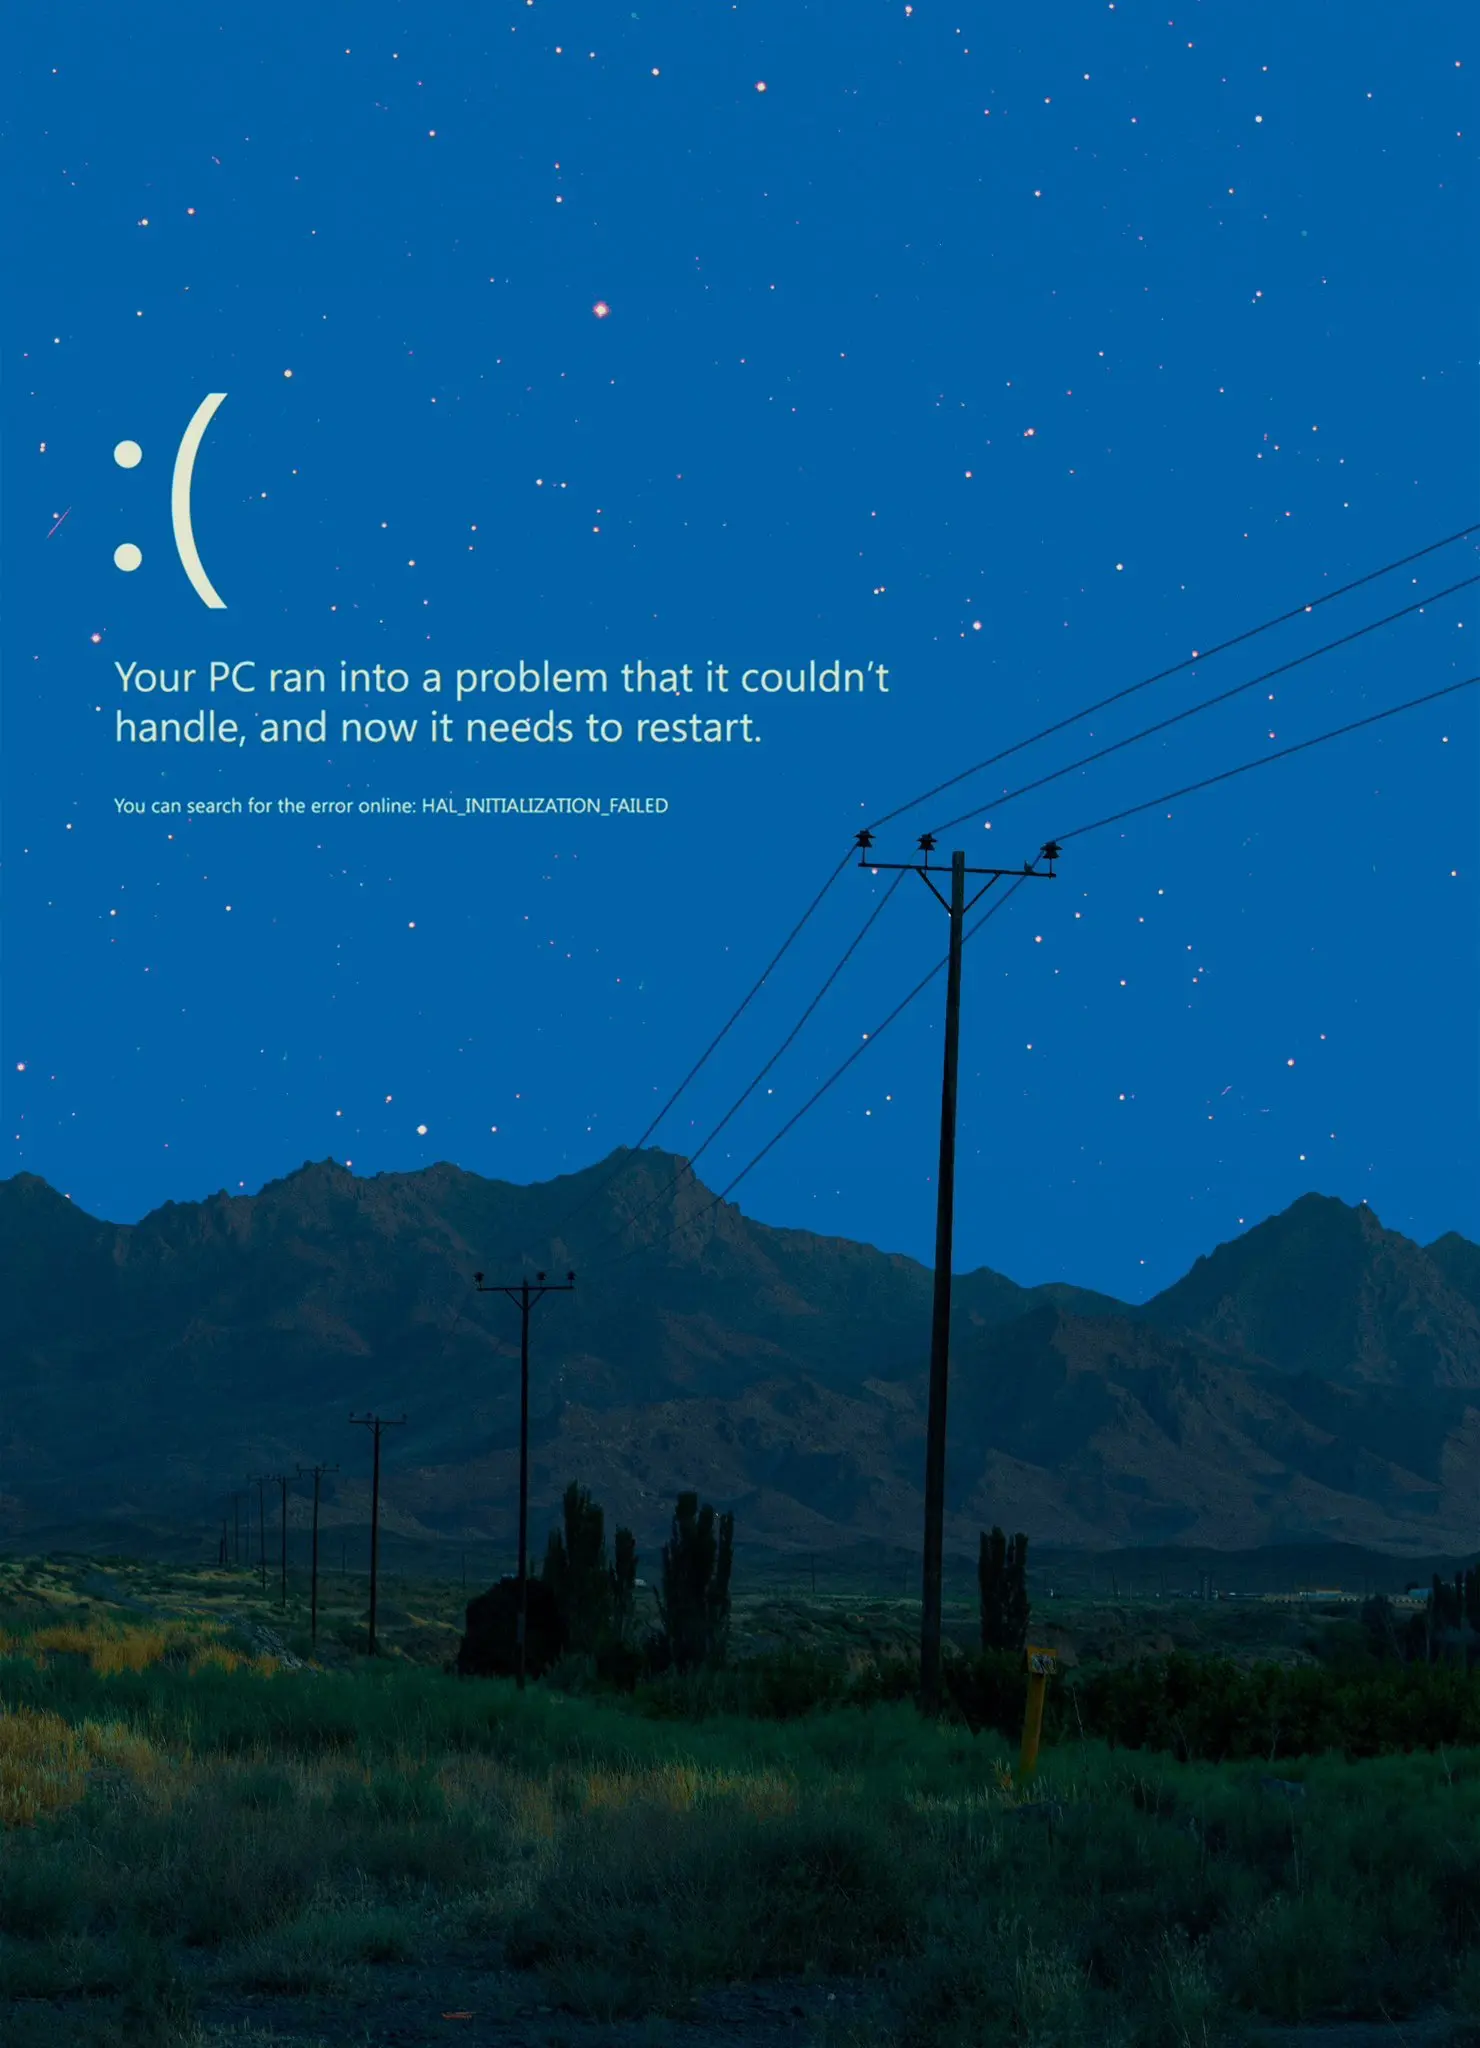 :(
Your PC ran into a problem that it couldn’t
handle, and now it needs to restart.
You can search for the error online: HAL_INITIALIZATION_FAILED